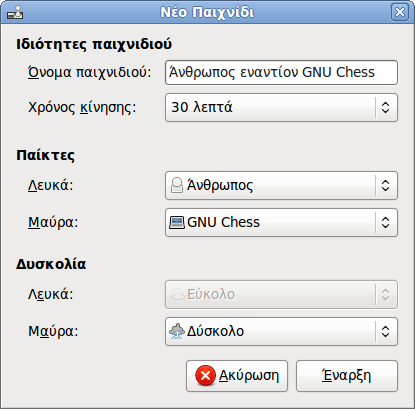 Νέο Παιχνίδι
Ιδιότητες παιχνιδιού
Όνομα παιχνιδιού: Άνθρωπος εναντίον GNU Chess
Χρόνος κίνησης: 30 λεπτά
Παίκτες
Λευκά: Άνθρωπος
Μαύρα: GNU Chess
Δυσκολία
Λευκά: Εύκολο
Μαύρα: Δύσκολο
Ακύρωση Έναρξη